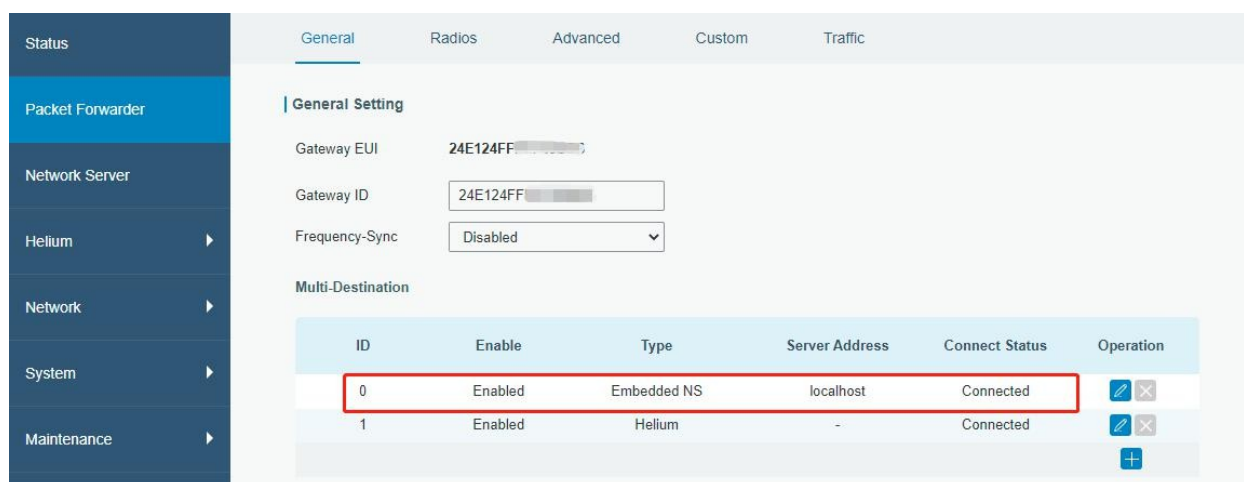 Status
Packet Forwarder
Network Server
Helium
Network
System
Maintenance
General Radios Advanced Custom Traffic
General Setting
Gateway EUI 24E124FF
Gateway ID 24E124FF
Frequency-Sync Disabled
Multi-Destination
ID Enable Type Server Address Connect Status Operation
0 Enabled Embedded NS localhost Connected
1 Enabled Helium - Connected